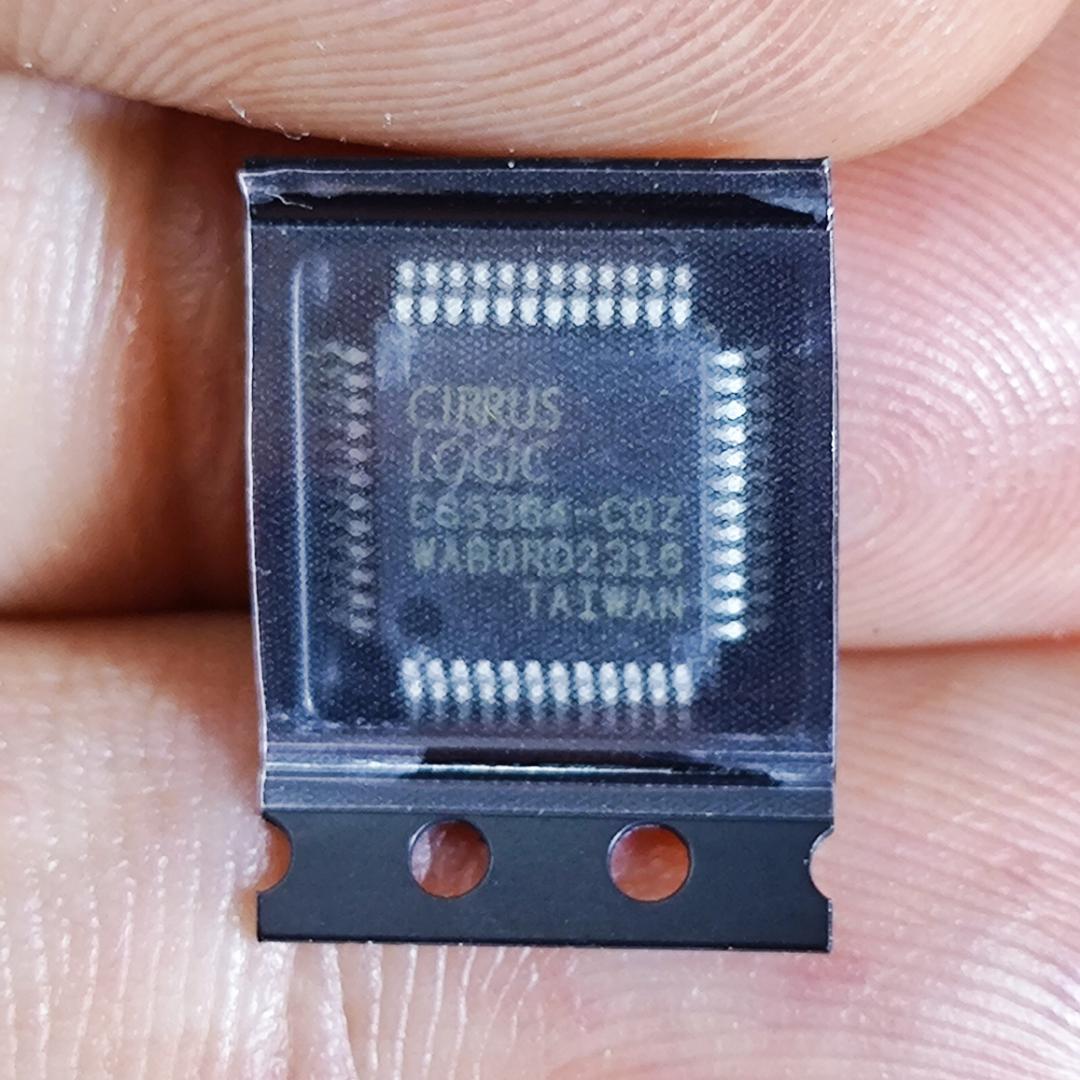 CIRRUS
LOGIC
CS5364-CQZ
WAB0RD2316
TAIWAN